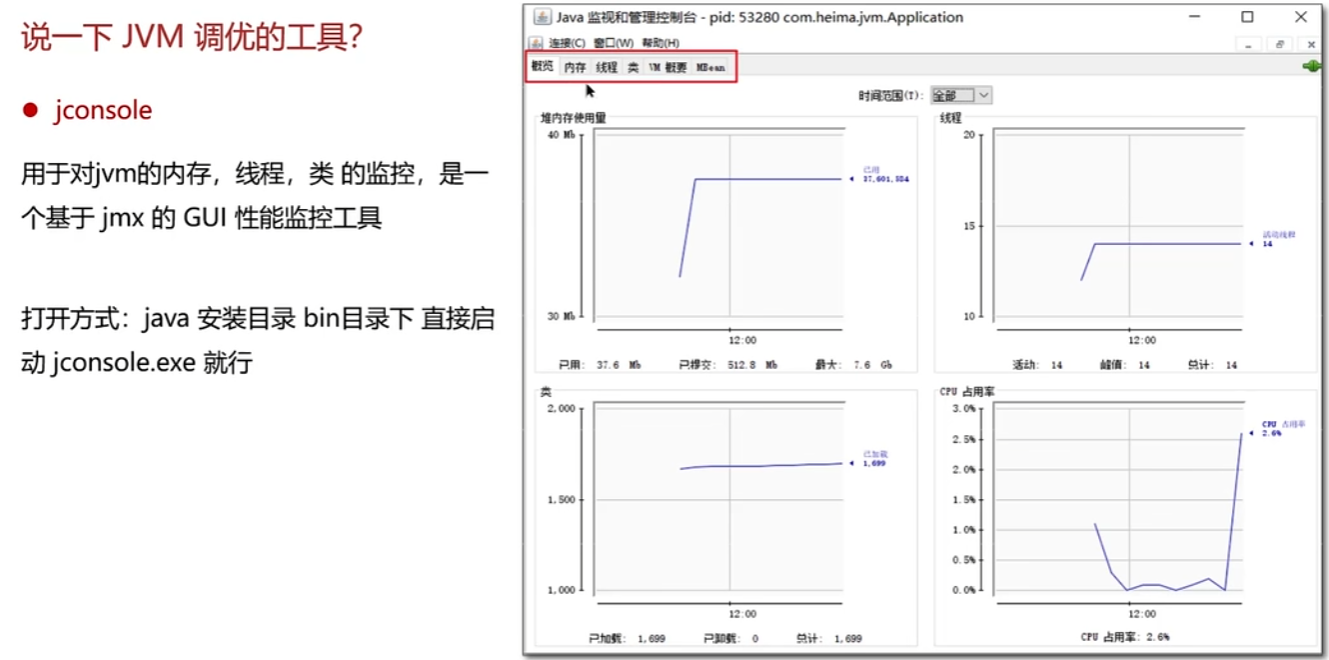 说一下 JVM 调优的工具？
jconsole
用于对jvm的内存，线程，类 的监控，是一
个基于 jmx 的 GUI 性能监控工具
打开方式：java 安装目录 bin目录下 直接启
动 jconsole.exe 就行
Java 监视和管理控制台 - pid: 53280 com.heima.jvm.Application
连接(C) 窗口(W) 帮助(H)
概览 内存 线程 类 VM 概要 MBean
时间范围(T): 全部
堆内存使用量
40 Mb
已用
37,601,554
30 Mb
12:00
已用: 37.6 Mb 已提交: 512.8 Mb 最大: 7.6 Gb
线程
20
15
活动线程
14
10
12:00
活动: 14 峰值: 14 总计: 14
类
2,000
已加载
1,699
1,500
1,000
12:00
已加载: 1,699 已卸载: 0 总计: 1,699
CPU 占用率
3.0%
CPU 占用率
2.6%
2.5%
2.0%
1.5%
1.0%
0.5%
0.0%
12:00
CPU 占用率: 2.6%